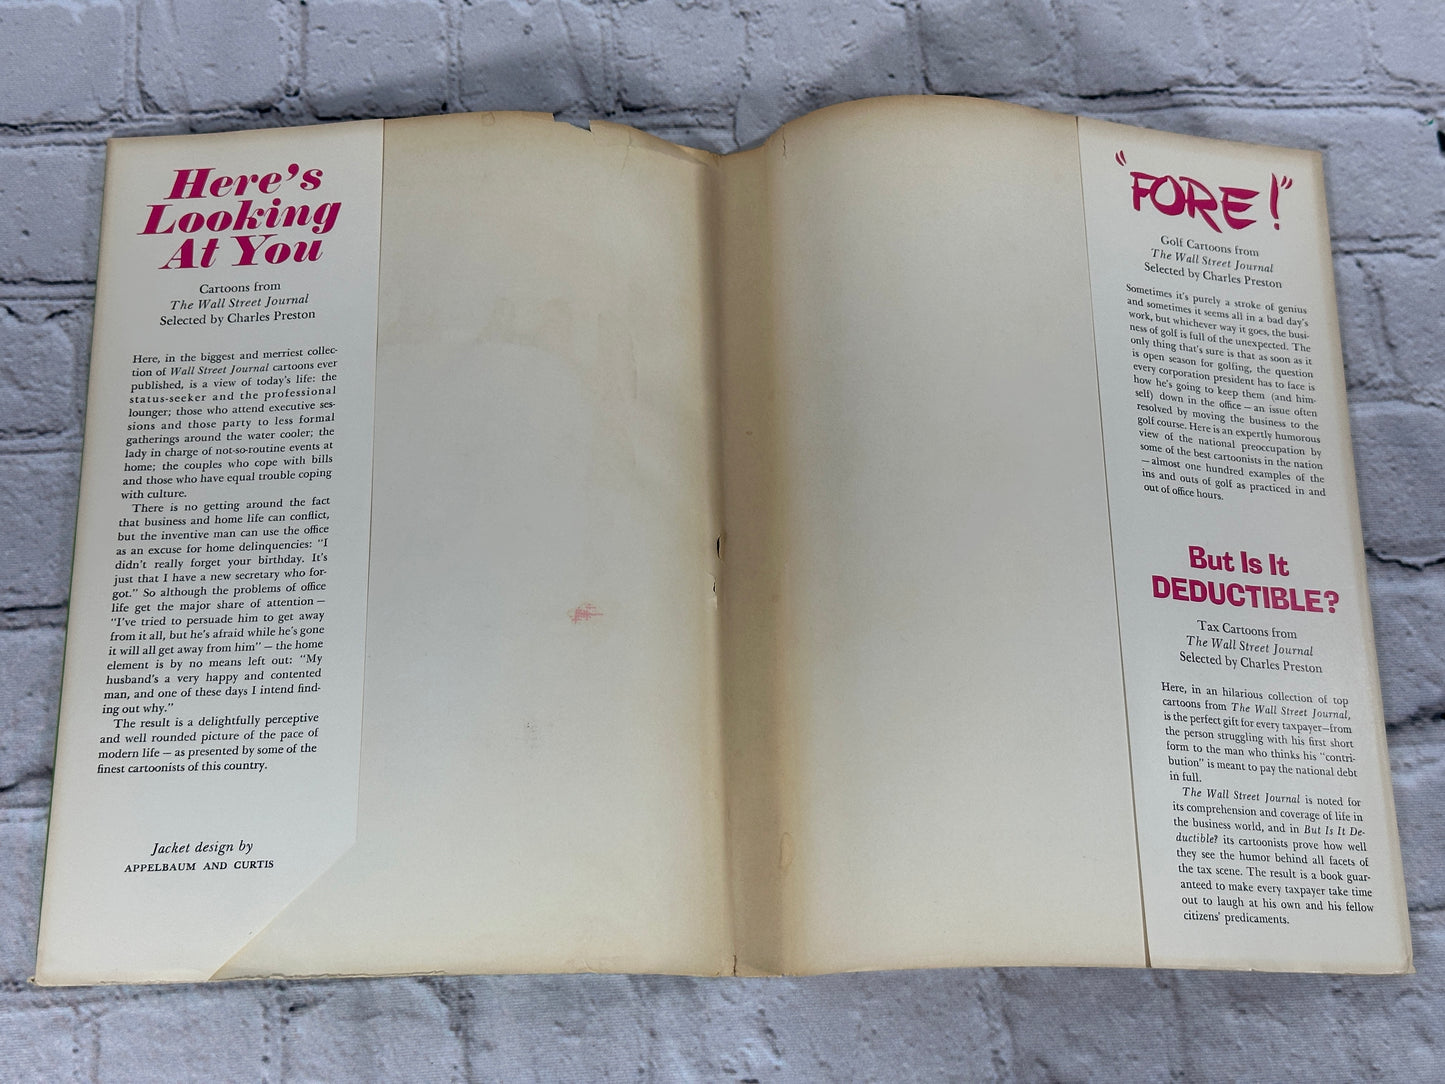 Here's
Looking
At You
Cartoons from
The Wall Street Journal
Selected by Charles Preston
Here, in the biggest and merriest collec-
tion of Wall Street Journal cartoons ever
published, is a view of today's life: the
status-seeker and the professional
lounger; those who attend executive ses-
sions and those party to less formal
gatherings around the water cooler; the
lady in charge of not-so-routine events at
home; the couples who cope with bills
and those who have equal trouble coping
with culture.
There is no getting around the fact
that business and home life can conflict,
but the inventive man can use the office
as an excuse for home delinquencies: "I
didn't really forget your birthday. It's
just that I have a new secretary who for-
got." So although the problems of office
life get the major share of attention —
"I've tried to persuade him to get away
from it all, but he's afraid while he's gone
it will all get away from him" — the home
element is by no means left out: "My
husband's a very happy and contented
man, and one of these days I intend find-
ing out why."
The result is a delightfully perceptive
and well rounded picture of the pace of
modern life — as presented by some of the
finest cartoonists of this country.
Jacket design by
APPELBAUM AND CURTIS
"FORE!"
Golf Cartoons from
The Wall Street Journal
Selected by Charles Preston
Sometimes it's purely a stroke of genius
and sometimes it seems all in a bad day's
work, but whichever way it goes, the busi-
ness of golf is full of the unexpected. The
only thing that's sure is that as soon as it
is open season for golfing, the question
every corporation president has to face is
how he's going to keep them (and him-
self) down in the office — an issue often
resolved by moving the business to the
golf course. Here is an expertly humorous
view of the national preoccupation by
some of the best cartoonists in the nation
— almost one hundred examples of the
ins and outs of golf as practiced in and
out of office hours.
But Is It
DEDUCTIBLE?
Tax Cartoons from
The Wall Street Journal
Selected by Charles Preston
Here, in an hilarious collection of top
cartoons from The Wall Street Journal,
is the perfect gift for every taxpayer—from
the person struggling with his first short
form to the man who thinks his "contri-
bution" is meant to pay the national debt
in full.
The Wall Street Journal is noted for
its comprehension and coverage of life in
the business world, and in But Is It De-
ductible? its cartoonists prove how well
they see the humor behind all facets of
the tax scene. The result is a book guar-
anteed to make every taxpayer take time
out to laugh at his own and his fellow
citizens' predicaments.